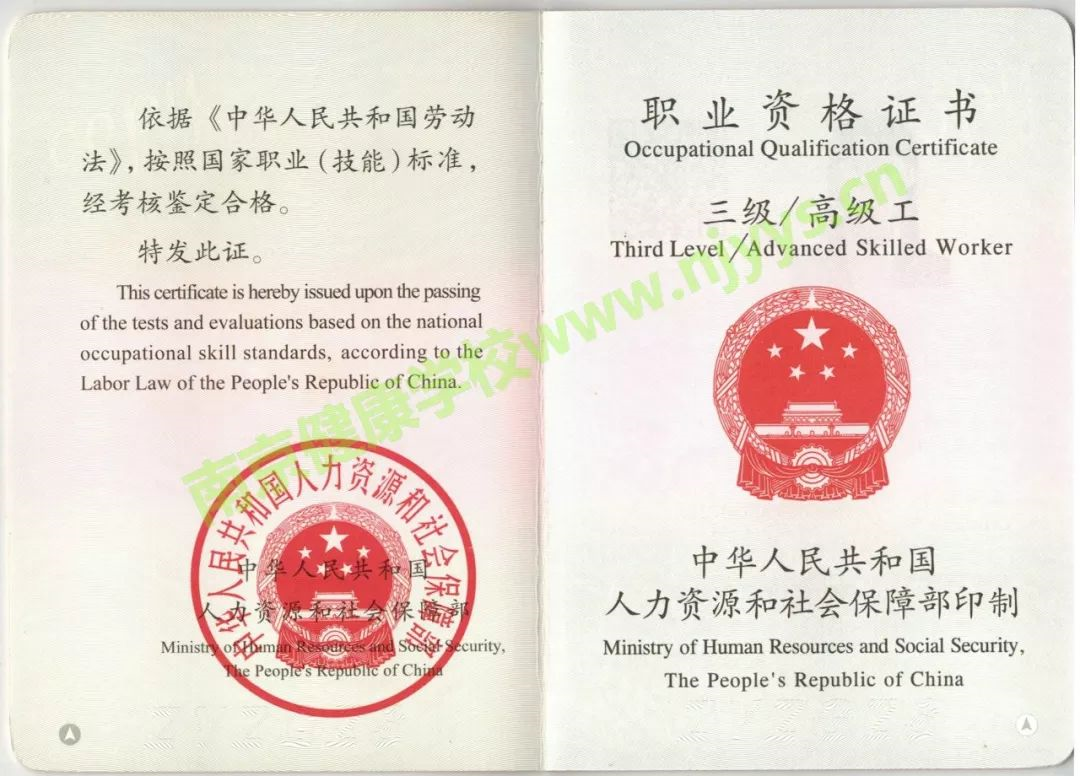 依据《中华人民共和国劳动
法》，按照国家职业（技能）标准，
经考核鉴定合格。
特发此证。
This certificate is hereby issued upon the passing
of the tests and evaluations based on the national
occupational skill standards, according to the
Labor Law of the People's Republic of China.
中华人民共和国人力资源和社会保障部
中华人民共和国
人力资源和社会保障部
Ministry of Human Resources and Social Security,
The People's Republic of China
职业资格证书
Occupational Qualification Certificate
三级/高级工
Third Level/Advanced Skilled Worker
中华人民共和国
人力资源和社会保障部印制
Ministry of Human Resources and Social Security,
The People's Republic of China
南京健康学校www.njyys.cn